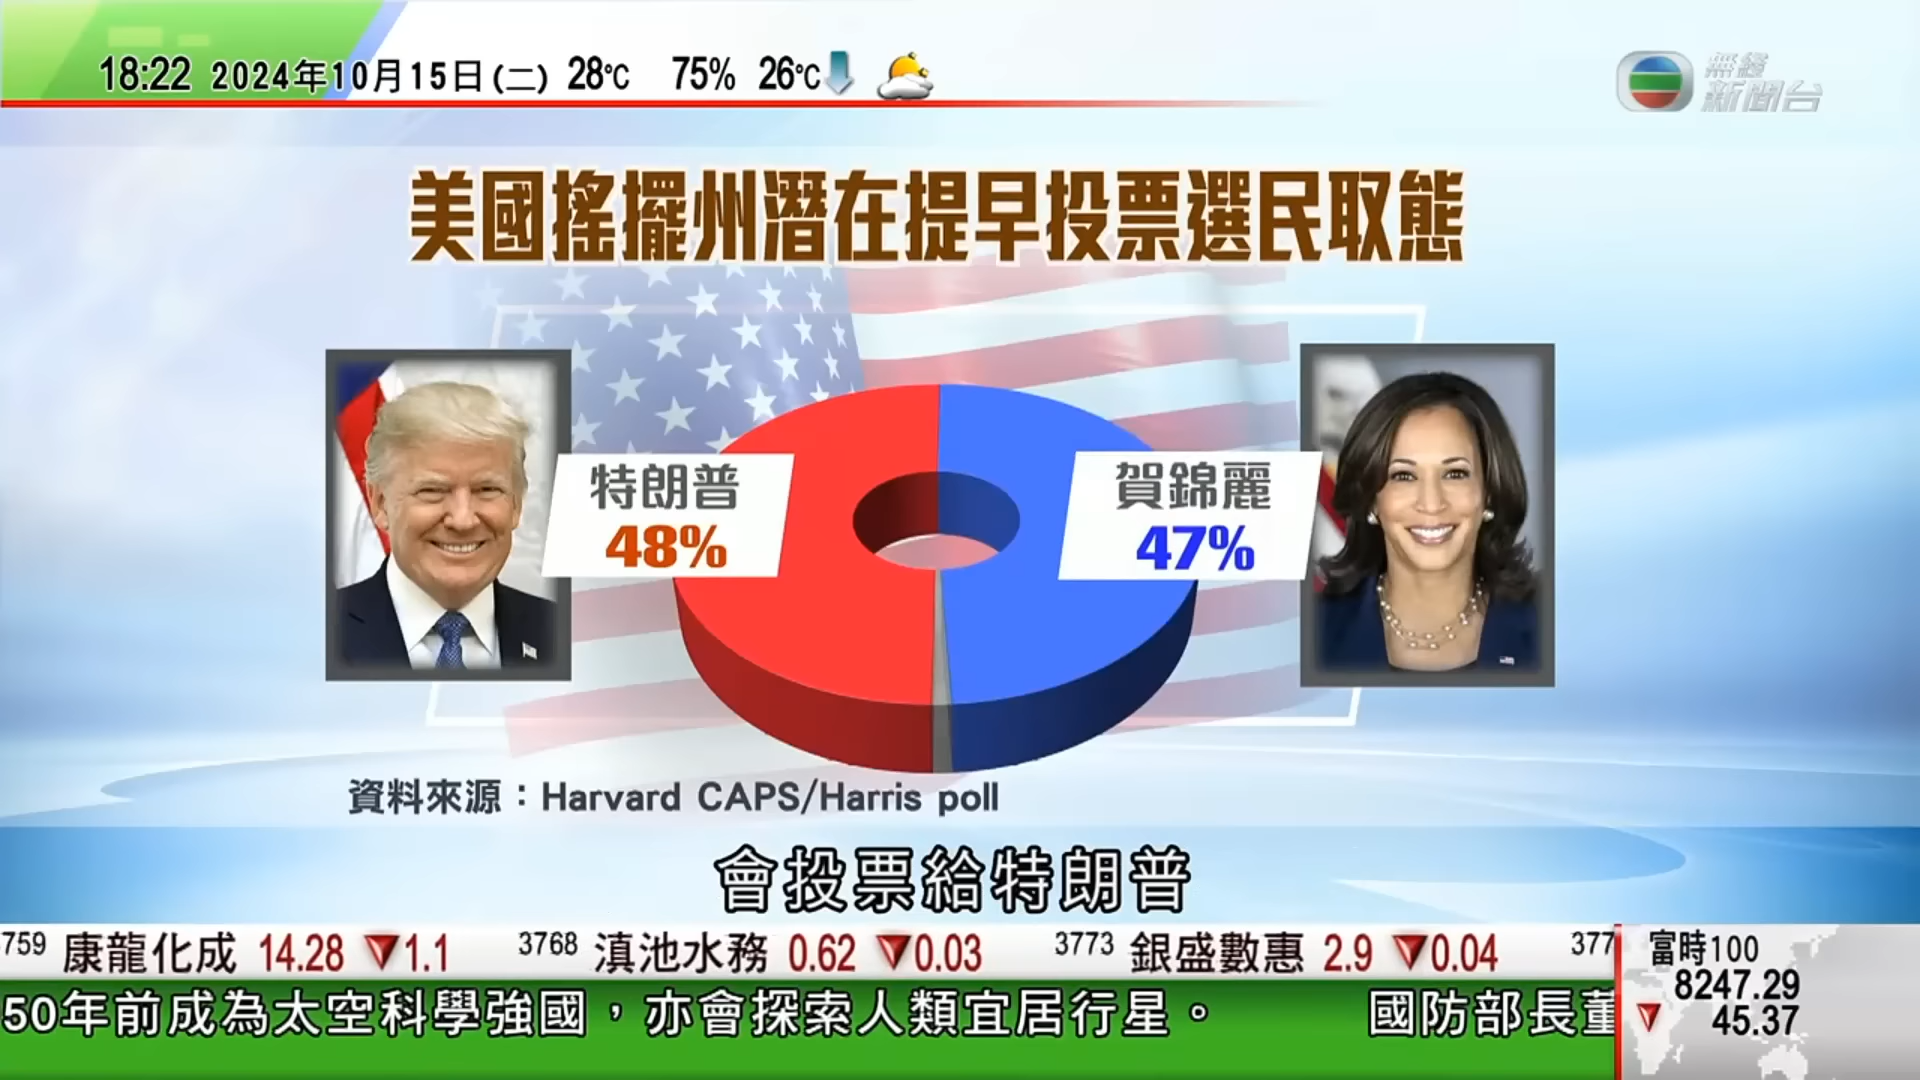 18:22 2024年10月15日(二) 28℃ 75% 26℃
無綫
新聞台
美國搖擺州潛在提早投票選民取態
特朗普
48%
賀錦麗
47%
資料來源：Harvard CAPS/Harris poll
會投票給特朗普
759 康龍化成 14.28 ▼1.1 3768 滇池水務 0.62 ▼0.03 3773 銀盛數惠 2.9 ▼0.04 377
富時100
8247.29
▼ 45.37
50年前成為太空科學強國，亦會探索人類宜居行星。 國防部長董